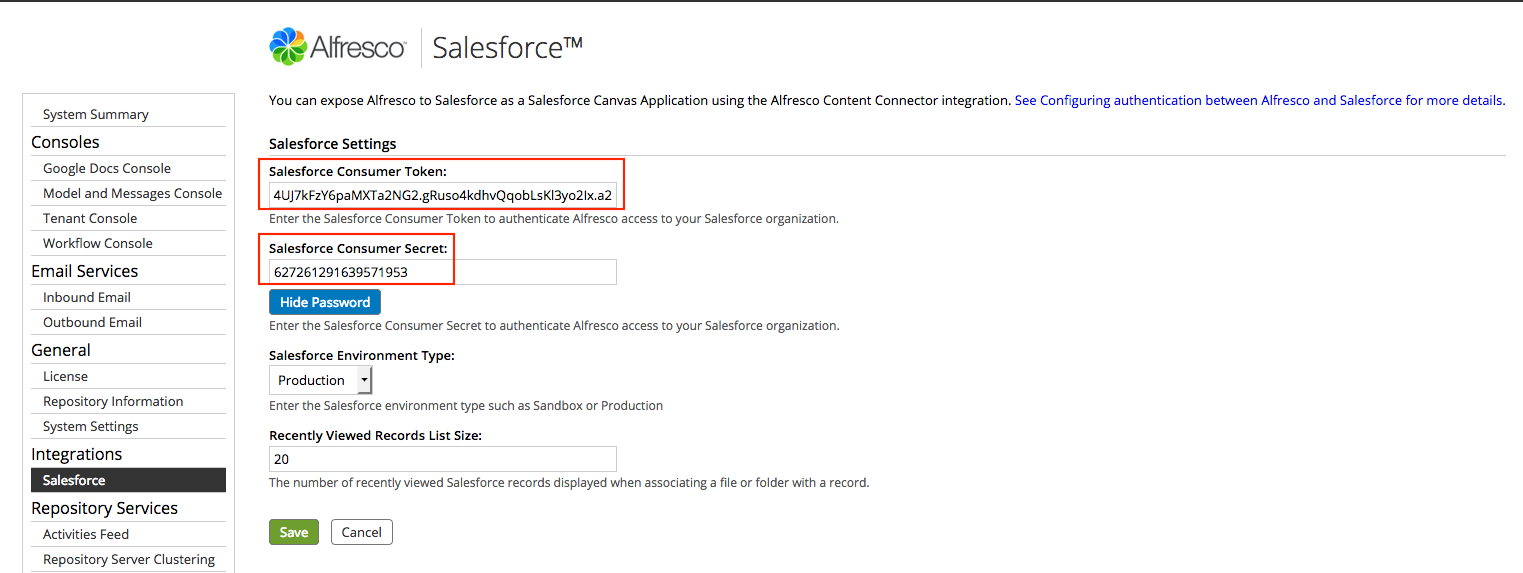 Alfresco Salesforce™
You can expose Alfresco to Salesforce as a Salesforce Canvas Application using the Alfresco Content Connector integration. See Configuring authentication between Alfresco and Salesforce for more details.
System Summary
Consoles
Google Docs Console
Model and Messages Console
Tenant Console
Workflow Console
Email Services
Inbound Email
Outbound Email
General
License
Repository Information
System Settings
Integrations
Salesforce
Repository Services
Activities Feed
Repository Server Clustering
Salesforce Settings
Salesforce Consumer Token:
4UJ7kFzY6paMXTa2NG2.gRuso4kdhvQqobLsKl3yo2Ix.a2
Enter the Salesforce Consumer Token to authenticate Alfresco access to your Salesforce organization.
Salesforce Consumer Secret:
627261291639571953
Hide Password
Enter the Salesforce Consumer Secret to authenticate Alfresco access to your Salesforce organization.
Salesforce Environment Type:
Production
Enter the Salesforce environment type such as Sandbox or Production
Recently Viewed Records List Size:
20
The number of recently viewed Salesforce records displayed when associating a file or folder with a record.
Save Cancel